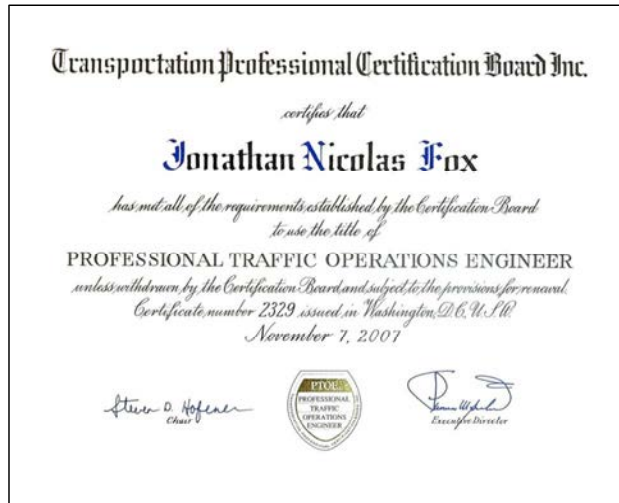 Transportation Professional Certification Board Inc.
certifies that
Jonathan Nicolas Fox
has met all of the requirements established by the Certification Board
to use the title of
PROFESSIONAL TRAFFIC OPERATIONS ENGINEER
unless withdrawn by the Certification Board and subject to the provisions for renewal.
Certificate number 2329 issued in Washington, D.C. U.S.A.
November 7, 2007
Steven D. Hofener
Chair
PTOE
PROFESSIONAL
TRAFFIC
OPERATIONS
ENGINEER
Executive Director